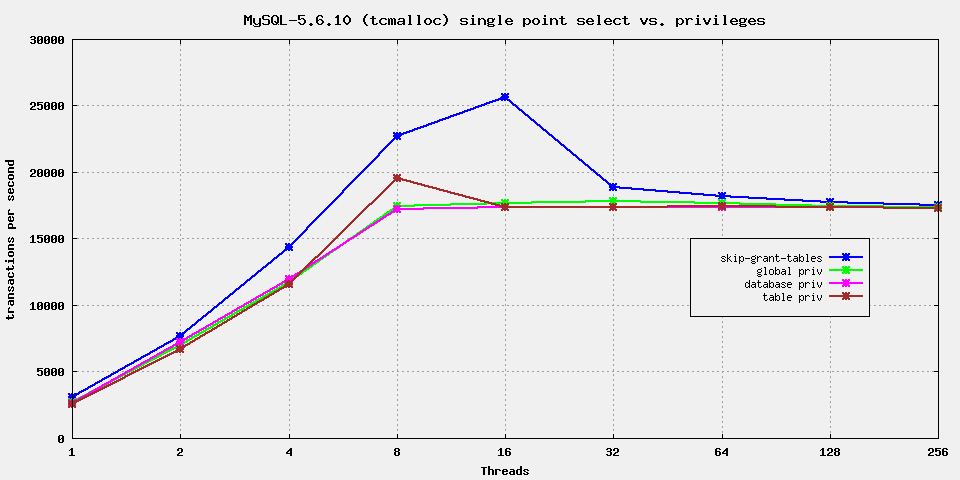 MySQL-5.6.10 (tcmalloc) single point select vs. privileges
30000
25000
20000
15000
10000
5000
0
transactions per second
skip-grant-tables
global priv
database priv
table priv
1 2 4 8 16 32 64 128 256
Threads